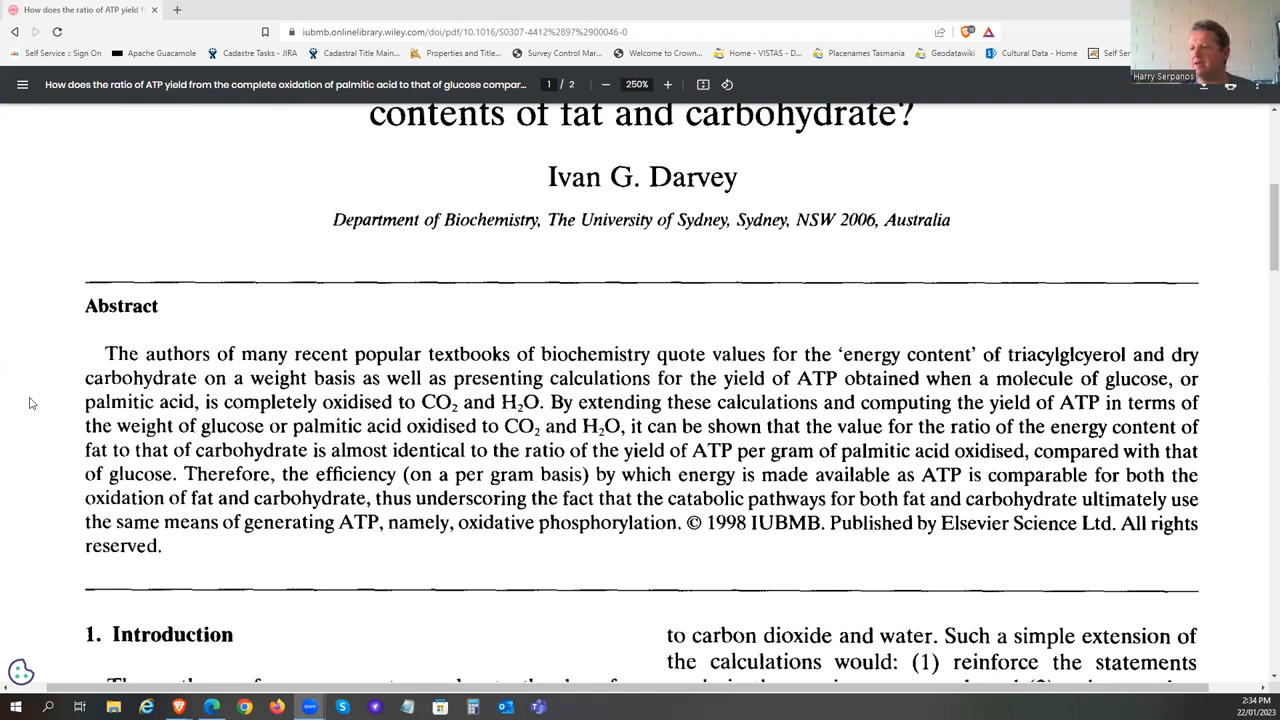 How does the ratio of ATP yield
iubmb.onlinelibrary.wiley.com/doi/pdf/10.1016/S0307-4412%2897%2900046-0
Self Service :: Sign On
Apache Guacamole
Cadastre Tasks - JIRA
Cadastral Title Main...
Properties and Title...
Survey Control Mar...
Welcome to Crown...
Home - VISTAS - D...
Placenames Tasmania
Geodatawiki
Cultural Data - Home
Self Ser
Harry Serpanos
How does the ratio of ATP yield from the complete oxidation of palmitic acid to that of glucose compar...
1 / 2
250%
contents of fat and carbohydrate?
Ivan G. Darvey
Department of Biochemistry, The University of Sydney, Sydney, NSW 2006, Australia
Abstract
The authors of many recent popular textbooks of biochemistry quote values for the ‘energy content’ of triacylglcyerol and dry
carbohydrate on a weight basis as well as presenting calculations for the yield of ATP obtained when a molecule of glucose, or
palmitic acid, is completely oxidised to CO2 and H2O. By extending these calculations and computing the yield of ATP in terms of
the weight of glucose or palmitic acid oxidised to CO2 and H2O, it can be shown that the value for the ratio of the energy content of
fat to that of carbohydrate is almost identical to the ratio of the yield of ATP per gram of palmitic acid oxidised, compared with that
of glucose. Therefore, the efficiency (on a per gram basis) by which energy is made available as ATP is comparable for both the
oxidation of fat and carbohydrate, thus underscoring the fact that the catabolic pathways for both fat and carbohydrate ultimately use
the same means of generating ATP, namely, oxidative phosphorylation. © 1998 IUBMB. Published by Elsevier Science Ltd. All rights
reserved.
1. Introduction
to carbon dioxide and water. Such a simple extension of
the calculations would: (1) reinforce the statements
2:34 PM
22/01/2023